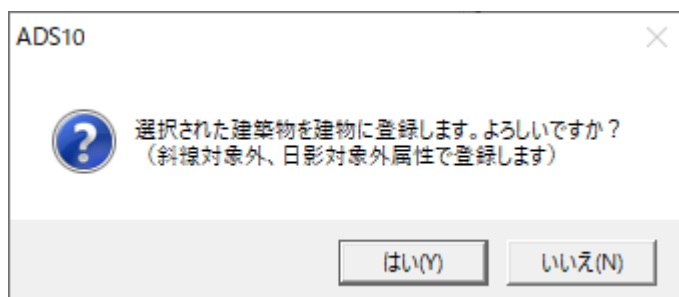 ADS10
選択された建築物を建物に登録します。よろしいですか？
（斜線対象外、日影対象外属性で登録します）
はい(Y)
いいえ(N)